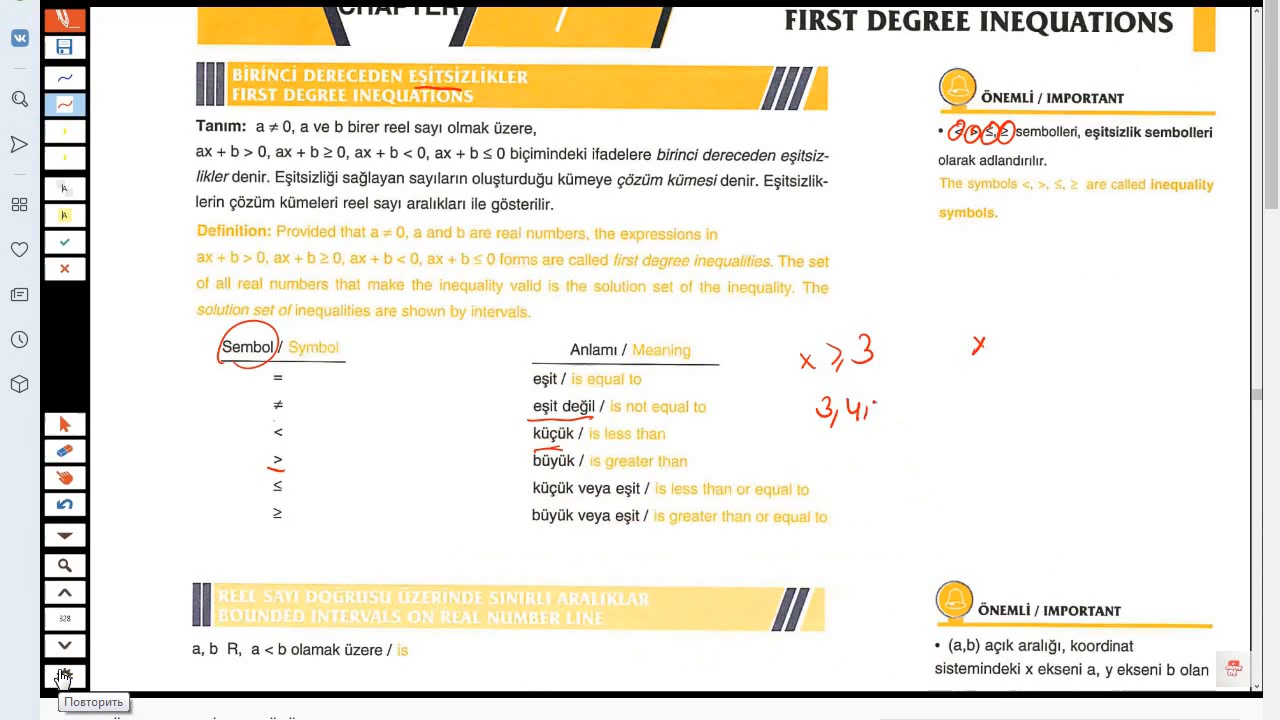 CHAPTER
FIRST DEGREE INEQUATIONS
BİRİNCİ DERECEDEN EŞİTSİZLİKLER
FIRST DEGREE INEQUATIONS
Tanım: a ≠ 0, a ve b birer reel sayı olmak üzere,
ax + b > 0, ax + b ≥ 0, ax + b < 0, ax + b ≤ 0 biçimindeki ifadelere birinci dereceden eşitsiz-
likler denir. Eşitsizliği sağlayan sayıların oluşturduğu kümeye çözüm kümesi denir. Eşitsizlik-
lerin çözüm kümeleri reel sayı aralıkları ile gösterilir.
Definition: Provided that a ≠ 0, a and b are real numbers, the expressions in
ax + b > 0, ax + b ≥ 0, ax + b < 0, ax + b ≤ 0 forms are called first degree inequalities. The set
of all real numbers that make the inequality valid is the solution set of the inequality. The
solution set of inequalities are shown by intervals.
ÖNEMLİ / IMPORTANT
• <, >, ≤, ≥ sembolleri, eşitsizlik sembolleri
olarak adlandırılır.
The symbols <, >, ≤, ≥ are called inequality
symbols.
Sembol / Symbol Anlamı / Meaning
= eşit / is equal to
≠ eşit değil / is not equal to
< küçük / is less than
> büyük / is greater than
≤ küçük veya eşit / is less than or equal to
≥ büyük veya eşit / is greater than or equal to
x ≥ 3 x
3, 4,
REEL SAYI DOGRUSU ÜZERİNDE SINIRLI ARALIKLAR
BOUNDED INTERVALS ON REAL NUMBER LINE
a, b R, a < b olamak üzere / is
ÖNEMLİ / IMPORTANT
• (a,b) açık aralığı, koordinat
sistemindeki x ekseni a, y ekseni b olan
328
Повторить